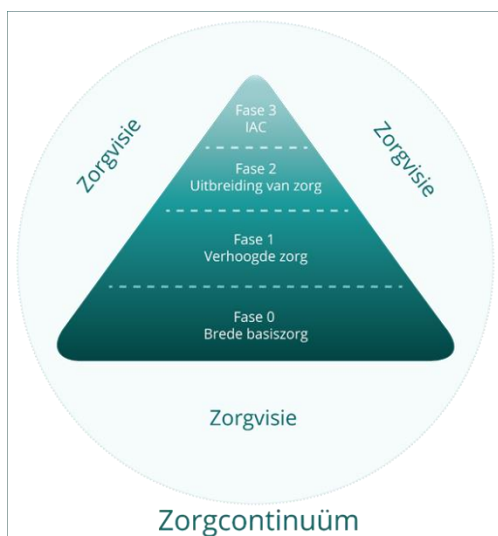 Fase 3
IAC
Zorgvisie
Zorgvisie
Fase 2
Uitbreiding van zorg
Fase 1
Verhoogde zorg
Fase 0
Brede basiszorg
Zorgvisie
Zorgcontinuüm